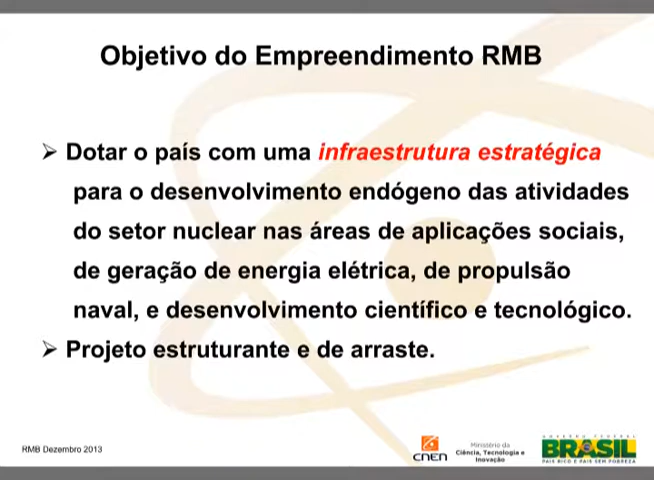 Objetivo do Empreendimento RMB
➢ Dotar o país com uma infraestrutura estratégica
para o desenvolvimento endógeno das atividades
do setor nuclear nas áreas de aplicações sociais,
de geração de energia elétrica, de propulsão
naval, e desenvolvimento científico e tecnológico.
➢ Projeto estruturante e de arraste.
RMB Dezembro 2013
CNEN
Ministério da
Ciência, Tecnologia e
Inovação
GOVERNO FEDERAL
BRASIL
PAÍS RICO É PAÍS SEM POBREZA